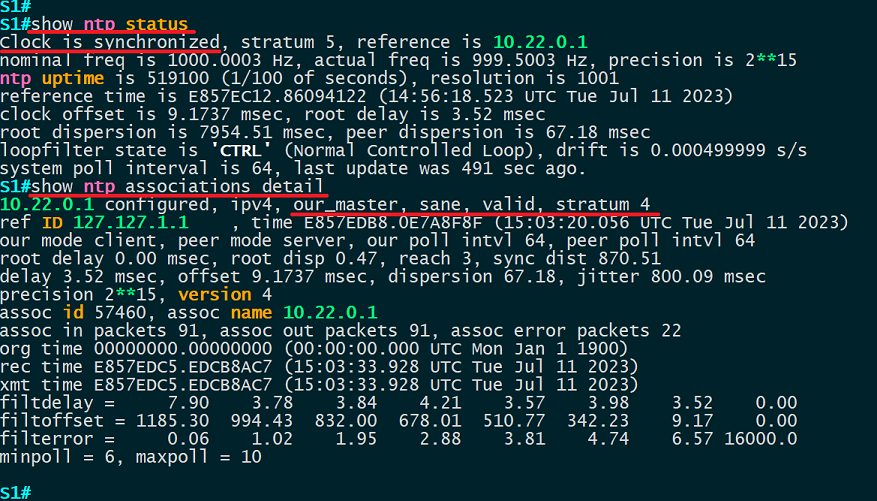 S1#
S1#show ntp status
Clock is synchronized, stratum 5, reference is 10.22.0.1
nominal freq is 1000.0003 Hz, actual freq is 999.5003 Hz, precision is 2**15
ntp uptime is 519100 (1/100 of seconds), resolution is 1001
reference time is E857EC12.86094122 (14:56:18.523 UTC Tue Jul 11 2023)
clock offset is 9.1737 msec, root delay is 3.52 msec
root dispersion is 7954.51 msec, peer dispersion is 67.18 msec
loopfilter state is 'CTRL' (Normal Controlled Loop), drift is 0.000499999 s/s
system poll interval is 64, last update was 491 sec ago.
S1#show ntp associations detail
10.22.0.1 configured, ipv4, our_master, sane, valid, stratum 4
ref ID 127.127.1.1    , time E857EDB8.0E7A8F8F (15:03:20.056 UTC Tue Jul 11 2023)
our mode client, peer mode server, our poll intvl 64, peer poll intvl 64
root delay 0.00 msec, root disp 0.47, reach 3, sync dist 870.51
delay 3.52 msec, offset 9.1737 msec, dispersion 67.18, jitter 800.09 msec
precision 2**15, version 4
assoc id 57460, assoc name 10.22.0.1
assoc in packets 91, assoc out packets 91, assoc error packets 22
org time 00000000.00000000 (00:00:00.000 UTC Mon Jan 1 1900)
rec time E857EDC5.EDCB8AC7 (15:03:33.928 UTC Tue Jul 11 2023)
xmt time E857EDC5.EDCB8AC7 (15:03:33.928 UTC Tue Jul 11 2023)
filtdelay =     7.90    3.78    3.84    4.21    3.57    3.98    3.52    0.00
filtoffset = 1185.30  994.43  832.00  678.01  510.77  342.23    9.17    0.00
filterror =     0.06    1.02    1.95    2.88    3.81    4.74    6.57 16000.0
minpoll = 6, maxpoll = 10
S1#